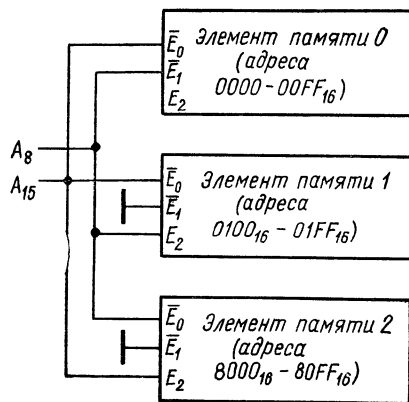 Ē₀ Элемент памяти 0
Ē₁ (адреса
E₂ 0000-00FF₁₆)
A₈
A₁₅
Ē₀ Элемент памяти 1
Ē₁ (адреса
E₂ 0100₁₆-01FF₁₆)
Ē₀ Элемент памяти 2
Ē₁ (адреса
E₂ 8000₁₆-80FF₁₆)